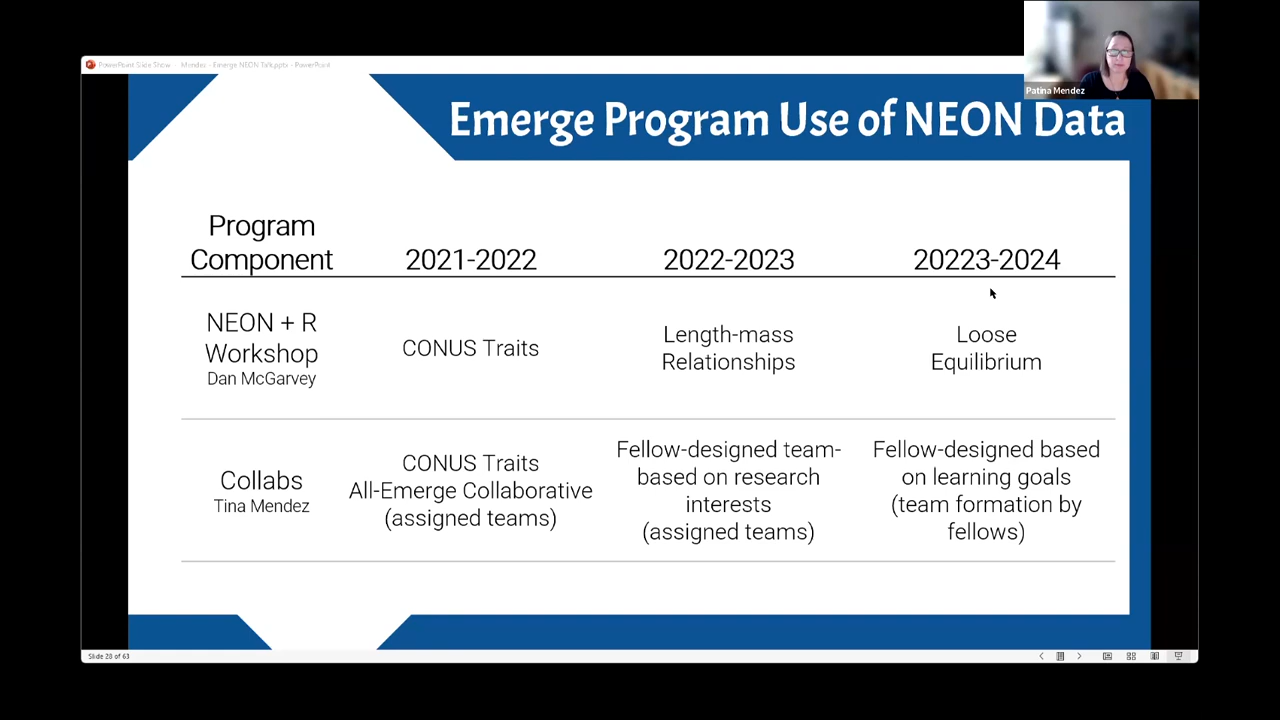 PowerPoint Slide Show - Mendez - Emerge NEON Talk.pptx - PowerPoint
Patina Mendez
Emerge Program Use of NEON Data
Program
Component
2021-2022
2022-2023
20223-2024
NEON + R
Workshop
Dan McGarvey
CONUS Traits
Length-mass
Relationships
Loose
Equilibrium
Collabs
Tina Mendez
CONUS Traits
All-Emerge Collaborative
(assigned teams)
Fellow-designed team-
based on research
interests
(assigned teams)
Fellow-designed based
on learning goals
(team formation by
fellows)
Slide 28 of 63